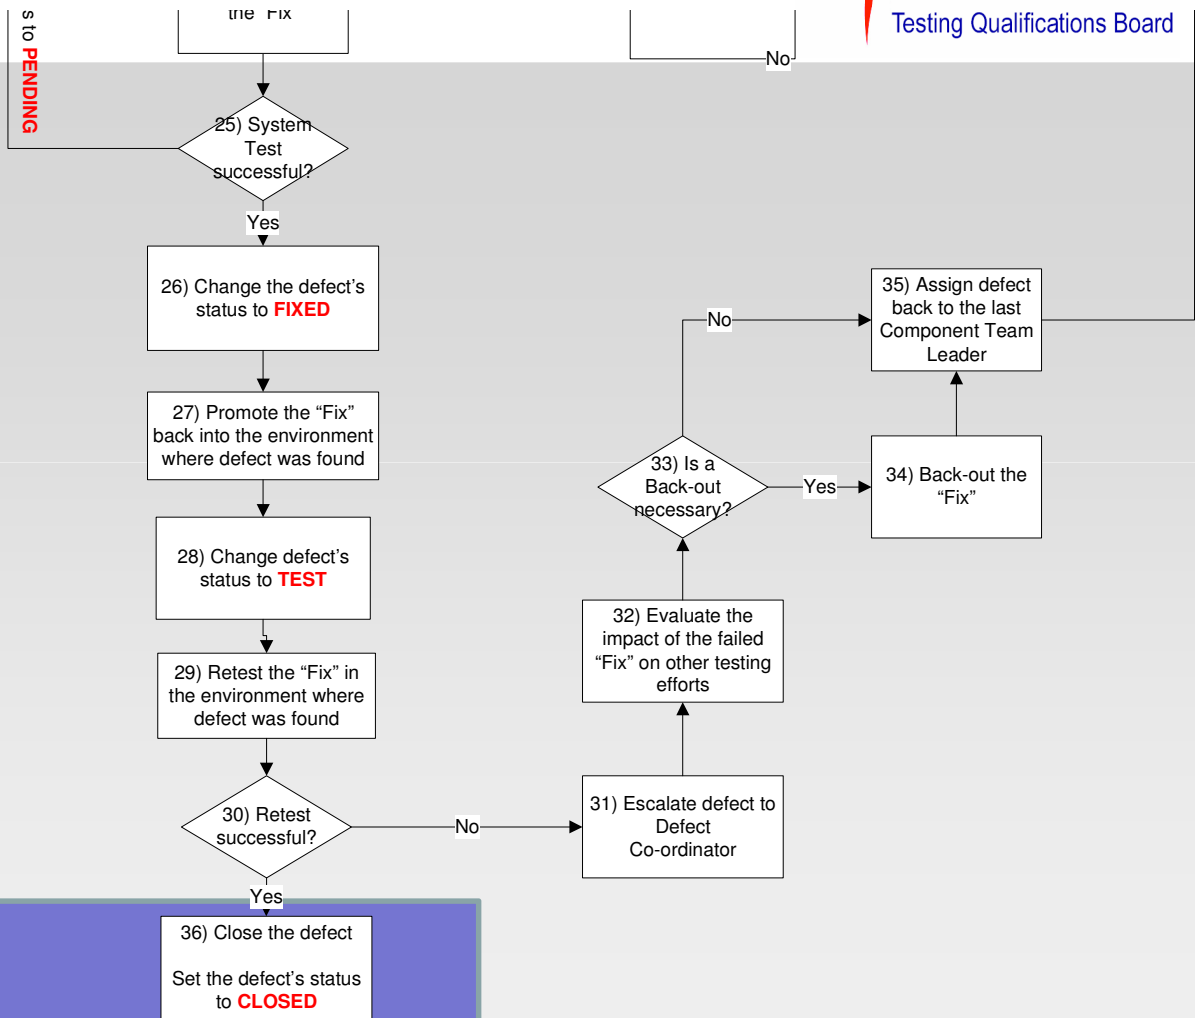 the "Fix
s to PENDING
No
Testing Qualifications Board
25) System
Test
successful?
Yes
26) Change the defect's
status to FIXED
27) Promote the “Fix”
back into the environment
where defect was found
28) Change defect's
status to TEST
29) Retest the “Fix” in
the environment where
defect was found
30) Retest
successful?
No
Yes
31) Escalate defect to
Defect
Co-ordinator
32) Evaluate the
impact of the failed
“Fix” on other testing
efforts
33) Is a
Back-out
necessary?
No
Yes
34) Back-out the
“Fix”
35) Assign defect
back to the last
Component Team
Leader
36) Close the defect
Set the defect's status
to CLOSED